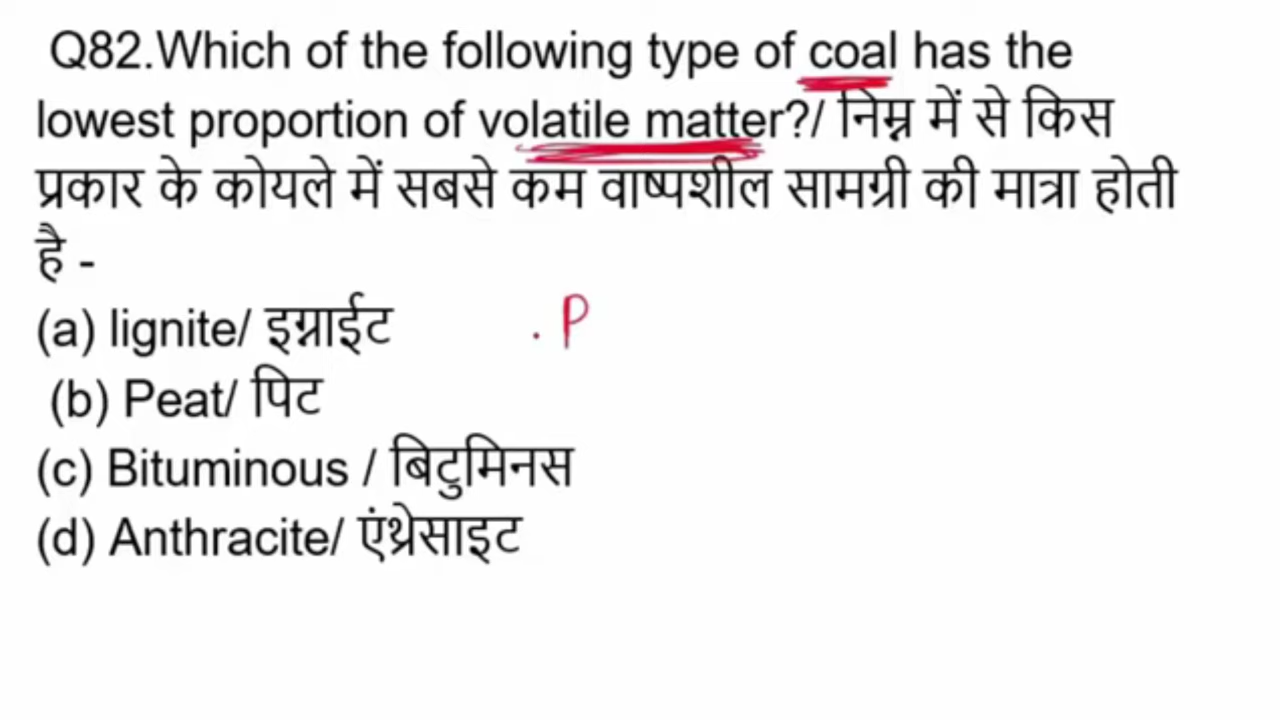 Q82.Which of the following type of coal has the
lowest proportion of volatile matter?/ निम्न में से किस
प्रकार के कोयले में सबसे कम वाष्पशील सामग्री की मात्रा होती
है -
(a) lignite/ इग्नाईट
. P
(b) Peat/ पिट
(c) Bituminous / बिटुमिनस
(d) Anthracite/ एंथ्रेसाइट